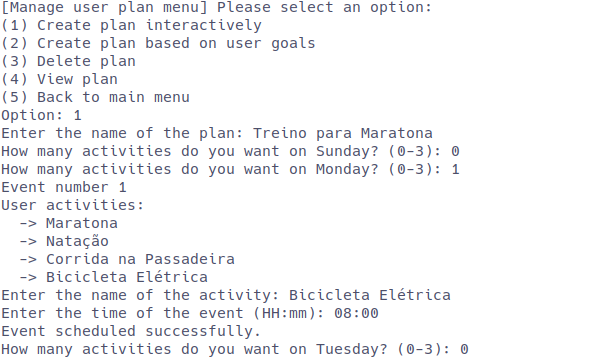 [Manage user plan menu] Please select an option:
(1) Create plan interactively
(2) Create plan based on user goals
(3) Delete plan
(4) View plan
(5) Back to main menu
Option: 1
Enter the name of the plan: Treino para Maratona
How many activities do you want on Sunday? (0-3): 0
How many activities do you want on Monday? (0-3): 1
Event number 1
User activities:
  -> Maratona
  -> Natação
  -> Corrida na Passadeira
  -> Bicicleta Elétrica
Enter the name of the activity: Bicicleta Elétrica
Enter the time of the event (HH:mm): 08:00
Event scheduled successfully.
How many activities do you want on Tuesday? (0-3): 0